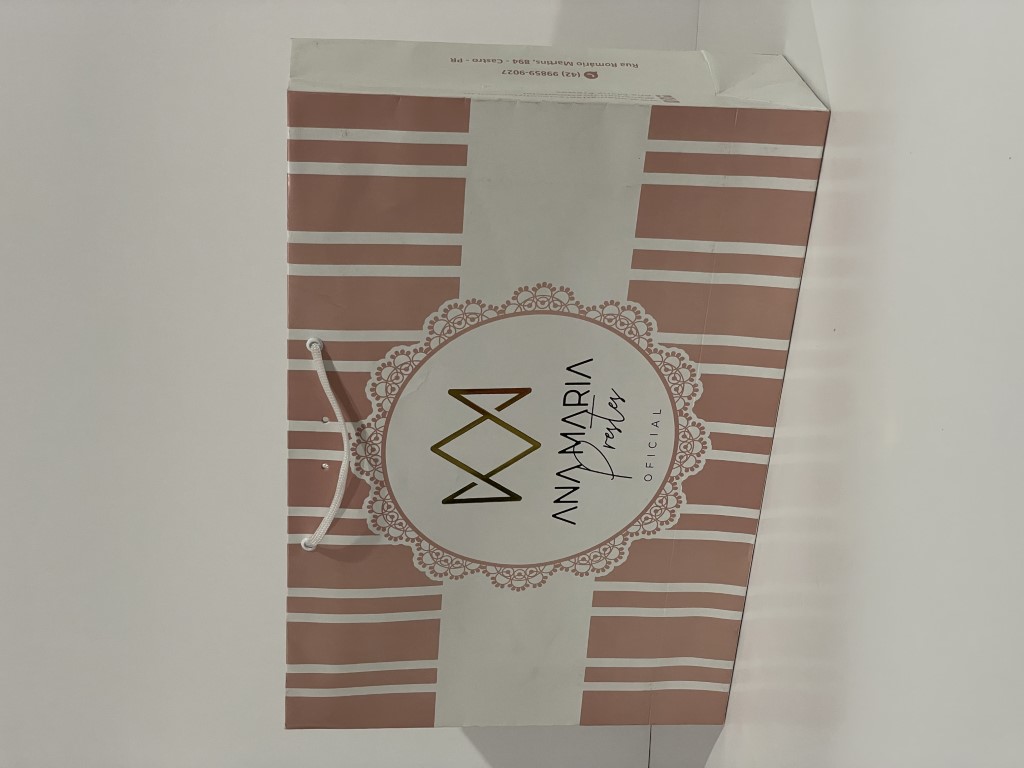 ANAMARIA
Prestes
OFICIAL
(42) 99859-9027
Rua Romário Martins, 894 - Castro - PR